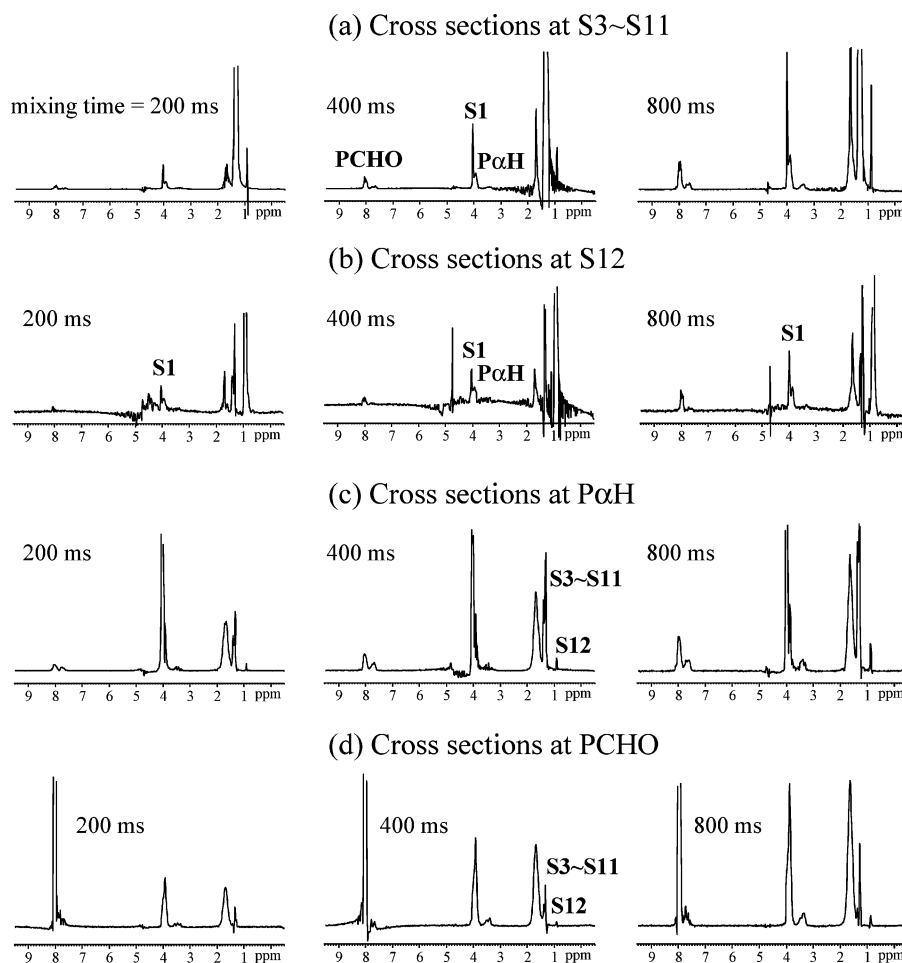 (a) Cross sections at S3~S11
mixing time = 200 ms
400 ms
800 ms
S1
PCHO
PαH
9 8 7 6 5 4 3 2 1 ppm
9 8 7 6 5 4 3 2 1 ppm
9 8 7 6 5 4 3 2 1 ppm
(b) Cross sections at S12
200 ms
400 ms
800 ms
S1
S1
PαH
S1
9 8 7 6 5 4 3 2 1 ppm
9 8 7 6 5 4 3 2 1 ppm
9 8 7 6 5 4 3 2 1 ppm
(c) Cross sections at PαH
200 ms
400 ms
800 ms
S3~S11
S12
9 8 7 6 5 4 3 2 1 ppm
9 8 7 6 5 4 3 2 1 ppm
9 8 7 6 5 4 3 2 1 ppm
(d) Cross sections at PCHO
200 ms
400 ms
800 ms
S3~S11
S12
9 8 7 6 5 4 3 2 1 ppm
9 8 7 6 5 4 3 2 1 ppm
9 8 7 6 5 4 3 2 1 ppm